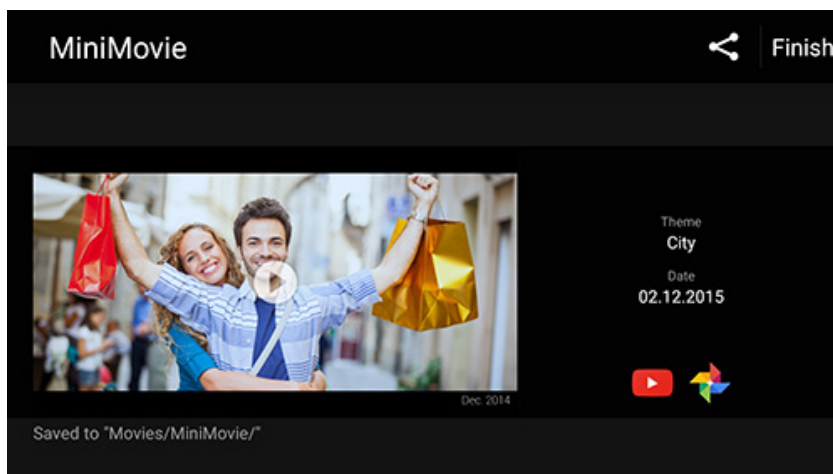 MiniMovie
Finish
Theme
City
Date
02.12.2015
Dec. 2014
Saved to "Movies/MiniMovie/"